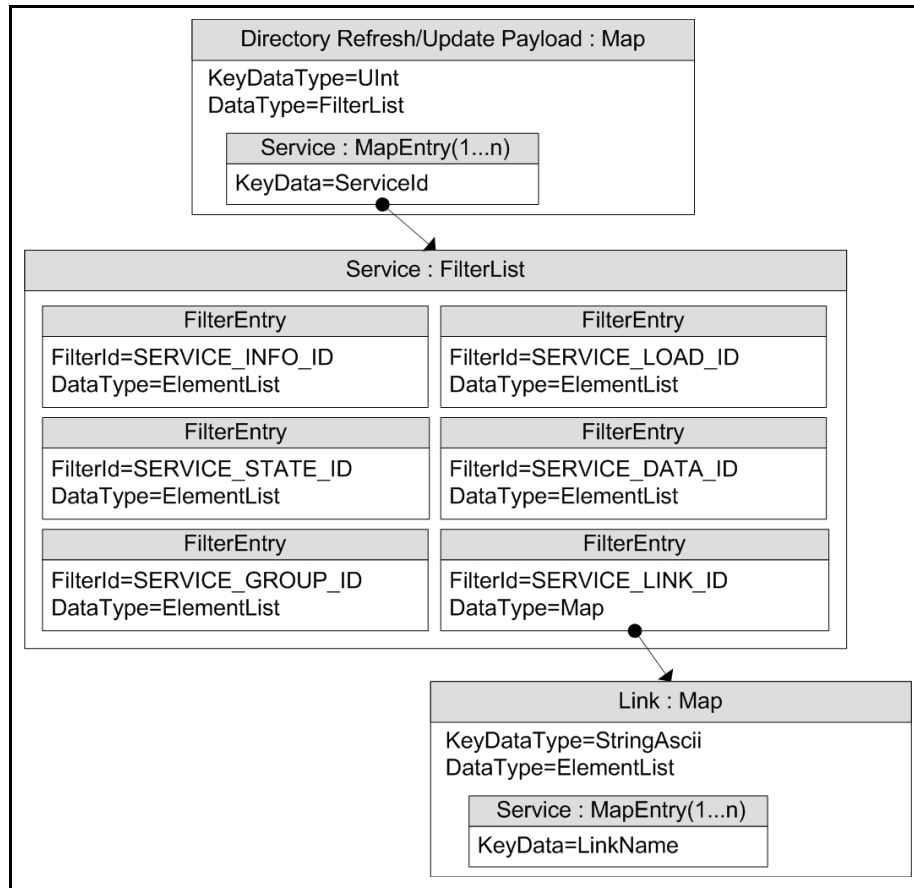 Directory Refresh/Update Payload : Map
KeyDataType=UInt
DataType=FilterList
Service : MapEntry(1...n)
KeyData=ServiceId
Service : FilterList
FilterEntry
FilterId=SERVICE_INFO_ID
DataType=ElementList
FilterEntry
FilterId=SERVICE_LOAD_ID
DataType=ElementList
FilterEntry
FilterId=SERVICE_STATE_ID
DataType=ElementList
FilterEntry
FilterId=SERVICE_DATA_ID
DataType=ElementList
FilterEntry
FilterId=SERVICE_GROUP_ID
DataType=ElementList
FilterEntry
FilterId=SERVICE_LINK_ID
DataType=Map
Link : Map
KeyDataType=StringAscii
DataType=ElementList
Service : MapEntry(1...n)
KeyData=LinkName